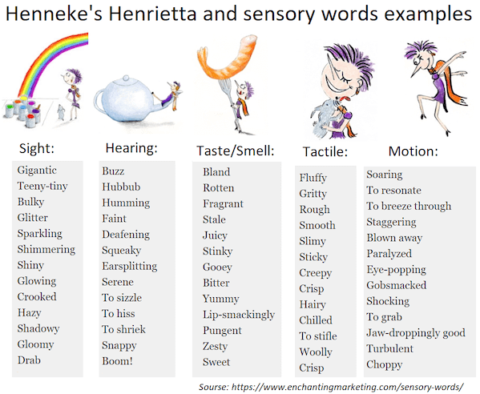 Henneke's Henrietta and sensory words examples
Sight:
Gigantic
Teeny-tiny
Bulky
Glitter
Sparkling
Shimmering
Shiny
Glowing
Crooked
Hazy
Shadowy
Gloomy
Drab
Hearing:
Buzz
Hubbub
Humming
Faint
Deafening
Squeaky
Earsplitting
Serene
To sizzle
To hiss
To shriek
Snappy
Boom!
Taste/Smell:
Bland
Rotten
Fragrant
Stale
Juicy
Stinky
Gooey
Bitter
Yummy
Lip-smackingly
Pungent
Zesty
Sweet
Tactile:
Fluffy
Gritty
Rough
Smooth
Slimy
Sticky
Creepy
Crisp
Hairy
Chilled
To stifle
Woolly
Crisp
Motion:
Soaring
To resonate
To breeze through
Staggering
Blown away
Paralyzed
Eye-popping
Gobsmacked
Shocking
To grab
Jaw-droppingly good
Turbulent
Choppy
Sourse: https://www.enchantingmarketing.com/sensory-words/